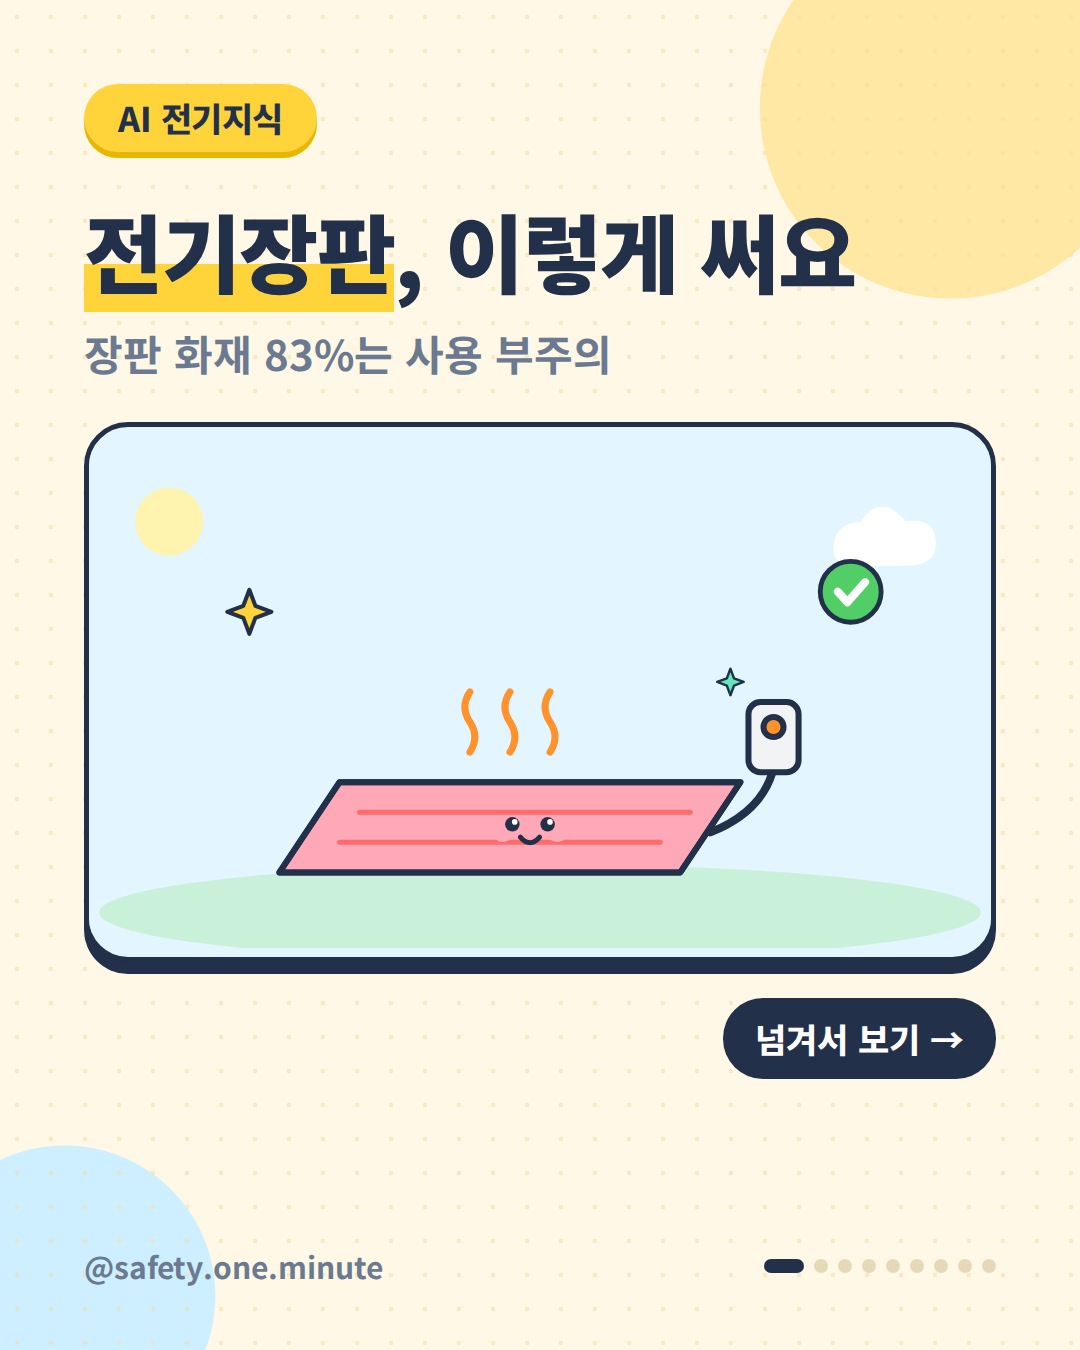 AI 전기지식
전기장판, 이렇게 써요
장판 화재 83%는 사용 부주의
넘겨서 보기 →
@safety.one.minute